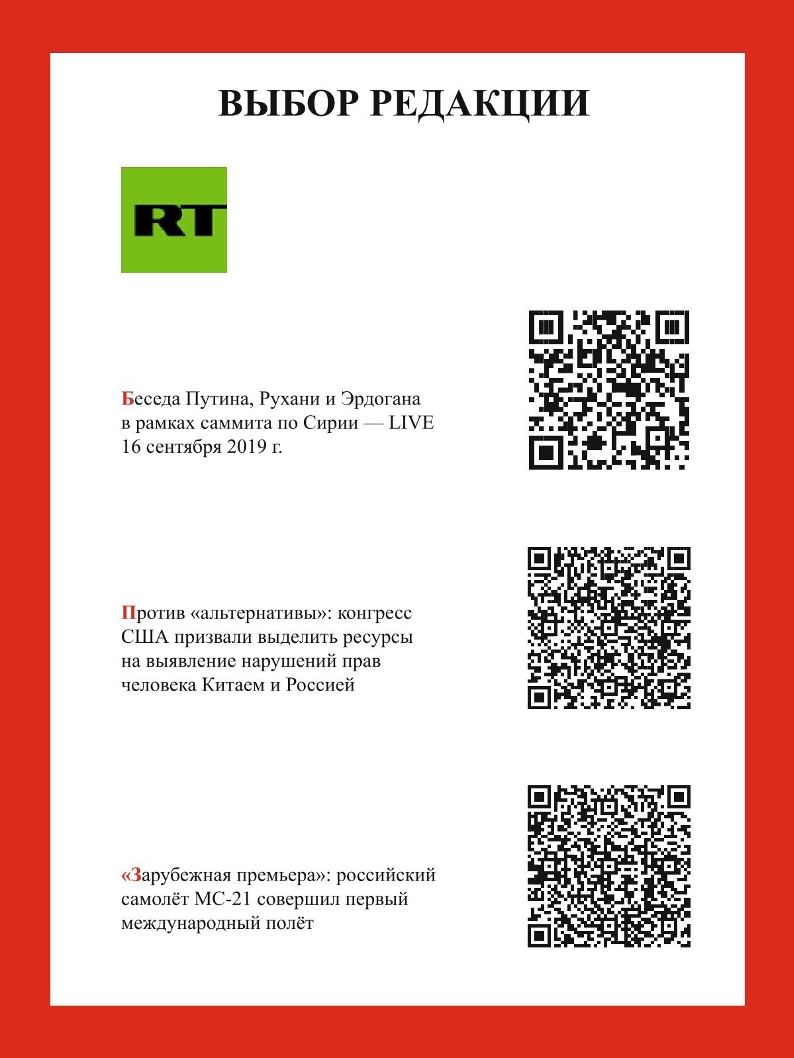 ВЫБОР РЕДАКЦИИ
RT
Беседа Путина, Рухани и Эрдогана
в рамках саммита по Сирии — LIVE
16 сентября 2019 г.
Против «альтернативы»: конгресс
США призвали выделить ресурсы
на выявление нарушений прав
человека Китаем и Россией
«Зарубежная премьера»: российский
самолёт МС-21 совершил первый
международный полёт